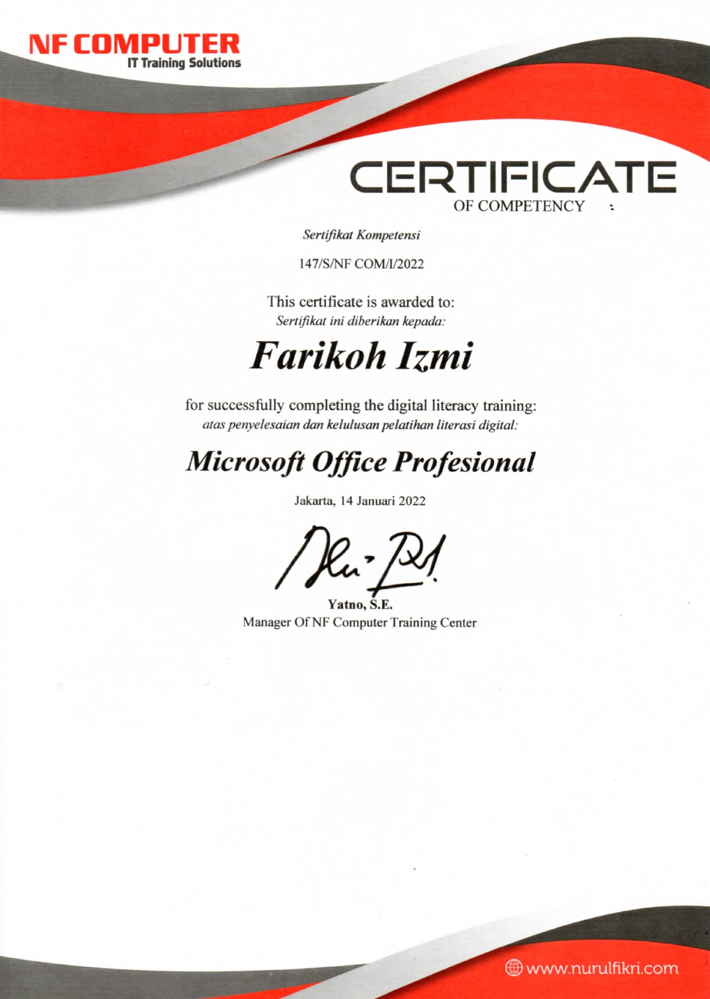 NF COMPUTER
IT Training Solutions
CERTIFICATE
OF COMPETENCY
Sertifikat Kompetensi
147/S/NF COM/I/2022
This certificate is awarded to:
Sertifikat ini diberikan kepada:
Farikoh Izmi
for successfully completing the digital literacy training:
atas penyelesaian dan kelulusan pelatihan literasi digital:
Microsoft Office Profesional
Jakarta, 14 Januari 2022
Yatno, S.E.
Manager Of NF Computer Training Center
www.nurulfikri.com